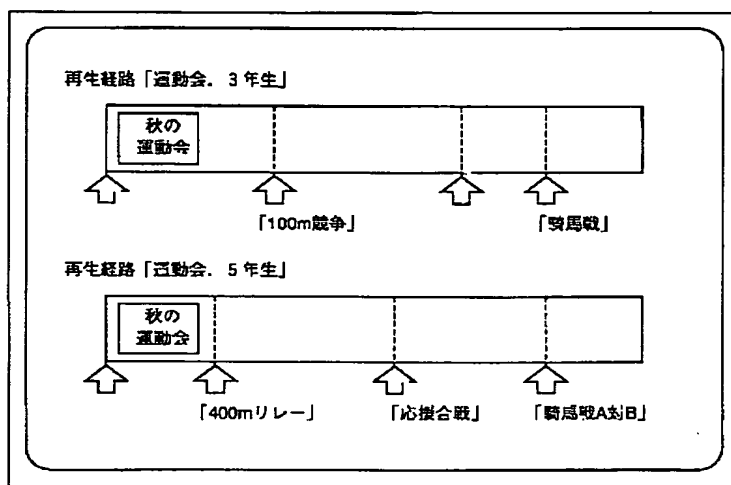 再生経路「運動会．3年生」
秋の
運動会
「100m競争」
「騎馬戦」
再生経路「運動会．5年生」
秋の
運動会
「400mリレー」
「応援合戦」
「騎馬戦A対B」